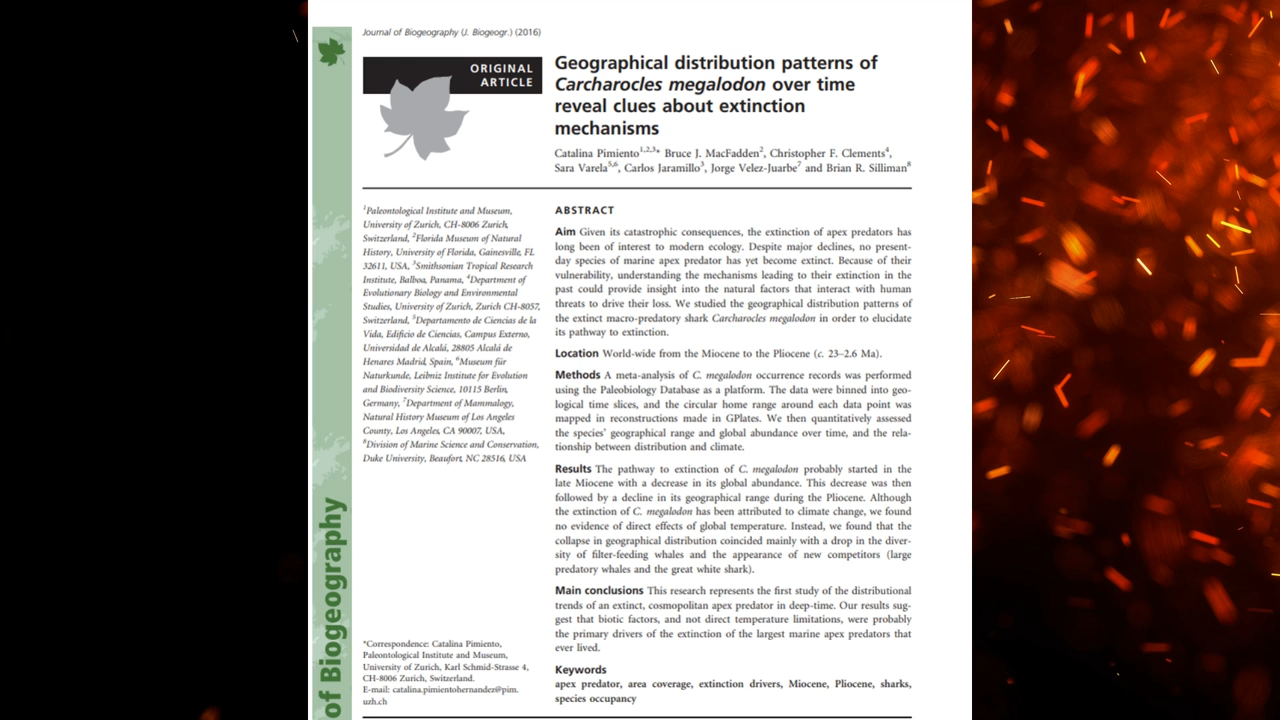 Journal of Biogeography (J. Biogeogr.) (2016)
ORIGINAL
ARTICLE
Geographical distribution patterns of
Carcharocles megalodon over time
reveal clues about extinction
mechanisms
Catalina Pimiento1,2,3* Bruce J. MacFadden2, Christopher F. Clements4,
Sara Varela5,6, Carlos Jaramillo3, Jorge Velez-Juarbe7 and Brian R. Silliman8
1Paleontological Institute and Museum,
University of Zurich, CH-8006 Zurich,
Switzerland, 2Florida Museum of Natural
History, University of Florida, Gainesville, FL
32611, USA, 3Smithsonian Tropical Research
Institute, Balboa, Panama, 4Department of
Evolutionary Biology and Environmental
Studies, University of Zurich, Zurich CH-8057,
Switzerland, 5Departamento de Ciencias de la
Vida, Edificio de Ciencias, Campus Externo,
Universidad de Alcalá, 28805 Alcalá de
Henares Madrid, Spain, 6Museum für
Naturkunde, Leibniz Institute for Evolution
and Biodiversity Science, 10115 Berlin,
Germany, 7Department of Mammalogy,
Natural History Museum of Los Angeles
County, Los Angeles, CA 90007, USA,
8Division of Marine Science and Conservation,
Duke University, Beaufort, NC 28516, USA
*Correspondence: Catalina Pimiento,
Paleontological Institute and Museum,
University of Zurich, Karl Schmid-Strasse 4,
CH-8006 Zurich, Switzerland.
E-mail: catalina.pimientohernandez@pim.
uzh.ch
ABSTRACT
Aim Given its catastrophic consequences, the extinction of apex predators has
long been of interest to modern ecology. Despite major declines, no present-
day species of marine apex predator has yet become extinct. Because of their
vulnerability, understanding the mechanisms leading to their extinction in the
past could provide insight into the natural factors that interact with human
threats to drive their loss. We studied the geographical distribution patterns of
the extinct macro-predatory shark Carcharocles megalodon in order to elucidate
its pathway to extinction.
Location World-wide from the Miocene to the Pliocene (c. 23–2.6 Ma).
Methods A meta-analysis of C. megalodon occurrence records was performed
using the Paleobiology Database as a platform. The data were binned into geo-
logical time slices, and the circular home range around each data point was
mapped in reconstructions made in GPlates. We then quantitatively assessed
the species' geographical range and global abundance over time, and the rela-
tionship between distribution and climate.
Results The pathway to extinction of C. megalodon probably started in the
late Miocene with a decrease in its global abundance. This decrease was then
followed by a decline in its geographical range during the Pliocene. Although
the extinction of C. megalodon has been attributed to climate change, we found
no evidence of direct effects of global temperature. Instead, we found that the
collapse in geographical distribution coincided mainly with a drop in the diver-
sity of filter-feeding whales and the appearance of new competitors (large
predatory whales and the great white shark).
Main conclusions This research represents the first study of the distributional
trends of an extinct, cosmopolitan apex predator in deep-time. Our results sug-
gest that biotic factors, and not direct temperature limitations, were probably
the primary drivers of the extinction of the largest marine apex predators that
ever lived.
Keywords
apex predator, area coverage, extinction drivers, Miocene, Pliocene, sharks,
species occupancy
of Biogeography